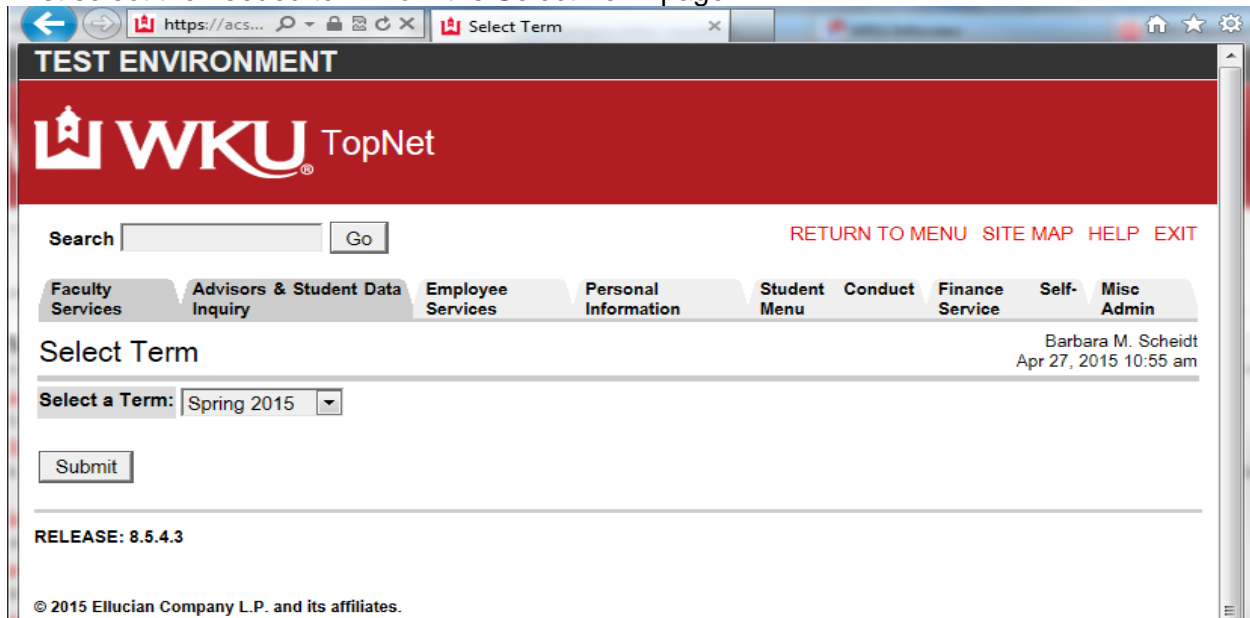 https://acs... Select Term
TEST ENVIRONMENT
WKU® TopNet
Search Go RETURN TO MENU SITE MAP HELP EXIT
Faculty Services Advisors & Student Data Inquiry Employee Services Personal Information Student Conduct Menu Finance Self-Service Misc Admin
Select Term
Barbara M. Scheidt
Apr 27, 2015 10:55 am
Select a Term: Spring 2015
Submit
RELEASE: 8.5.4.3
© 2015 Ellucian Company L.P. and its affiliates.